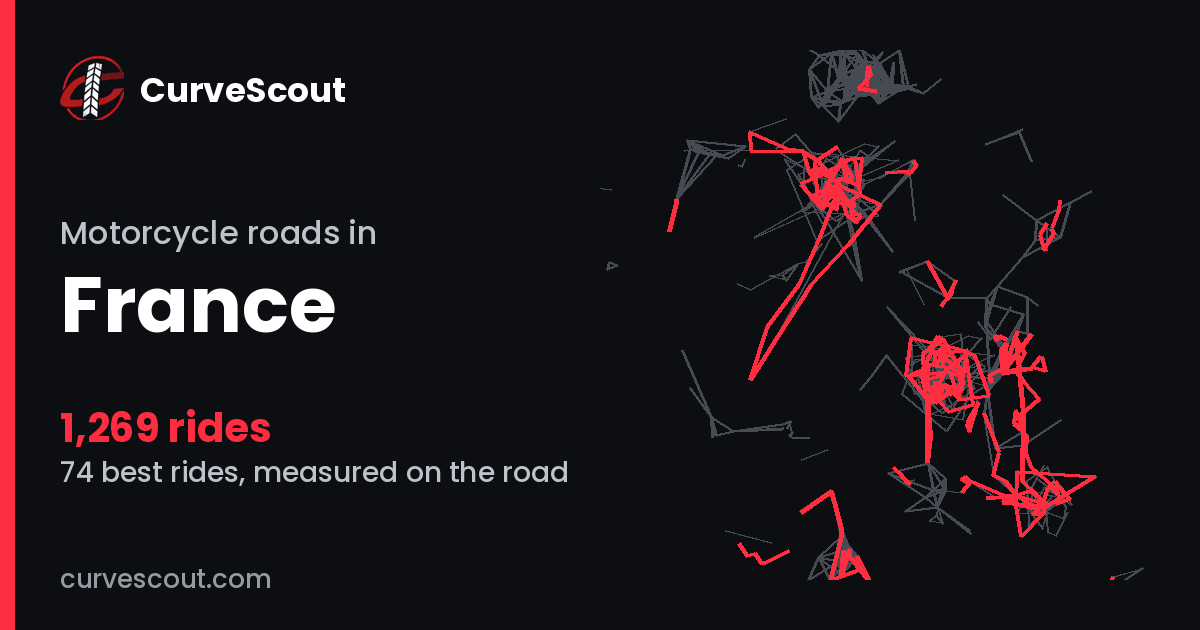 CurveScout
Motorcycle roads in
France
1,269 rides
74 best rides, measured on the road
curvescout.com